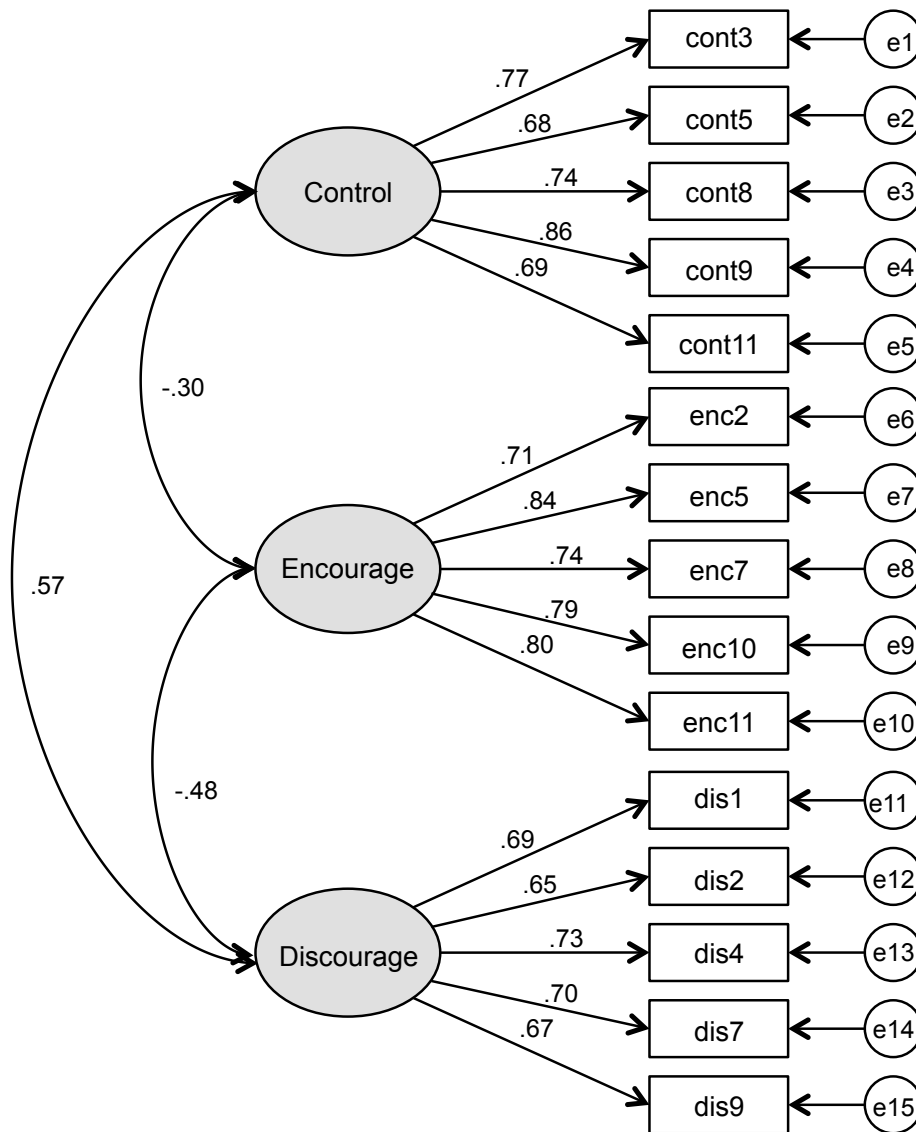 cont3
e1
.77
cont5
e2
.68
Control
.74
cont8
e3
.86
cont9
e4
.69
cont11
e5
-.30
enc2
e6
.71
enc5
e7
.84
Encourage
.74
enc7
e8
.57
.79
enc10
e9
.80
enc11
e10
-.48
dis1
e11
.69
dis2
e12
.65
Discourage
.73
dis4
e13
.70
dis7
e14
.67
dis9
e15